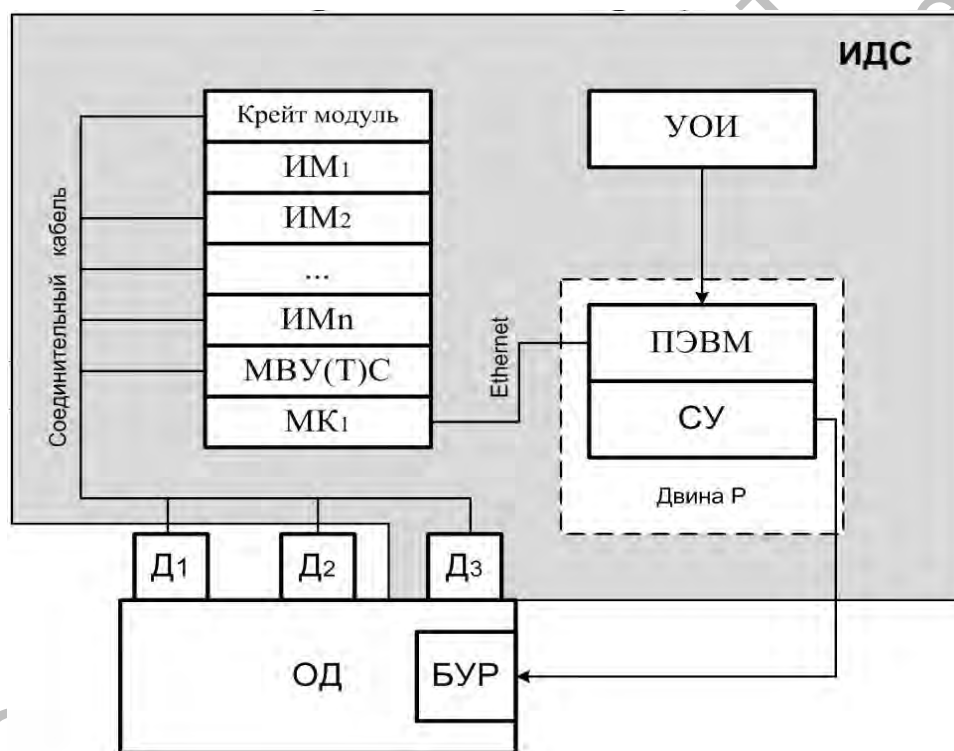 ИДС
Крейт модуль
ИМ1
ИМ2
...
ИМn
МВУ(Т)С
МК1
Соединительный кабель
УОИ
Ethernet
ПЭВМ
СУ
Двина Р
Д1
Д2
Д3
ОД
БУР